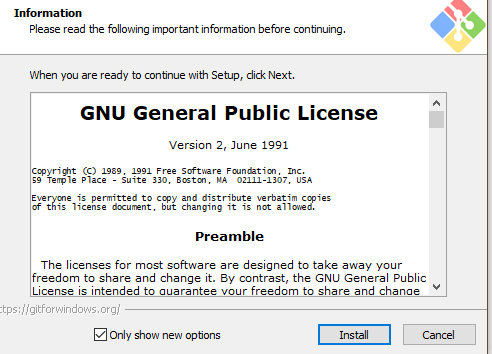 Information
Please read the following important information before continuing.
When you are ready to continue with Setup, click Next.
GNU General Public License
Version 2, June 1991
Copyright (C) 1989, 1991 Free Software Foundation, Inc.
59 Temple Place - Suite 330, Boston, MA  02111-1307, USA
Everyone is permitted to copy and distribute verbatim copies
of this license document, but changing it is not allowed.
Preamble
The licenses for most software are designed to take away your
freedom to share and change it. By contrast, the GNU General Public
License is intended to guarantee your freedom to share and change
ttps://gitforwindows.org/
Only show new options
Install
Cancel